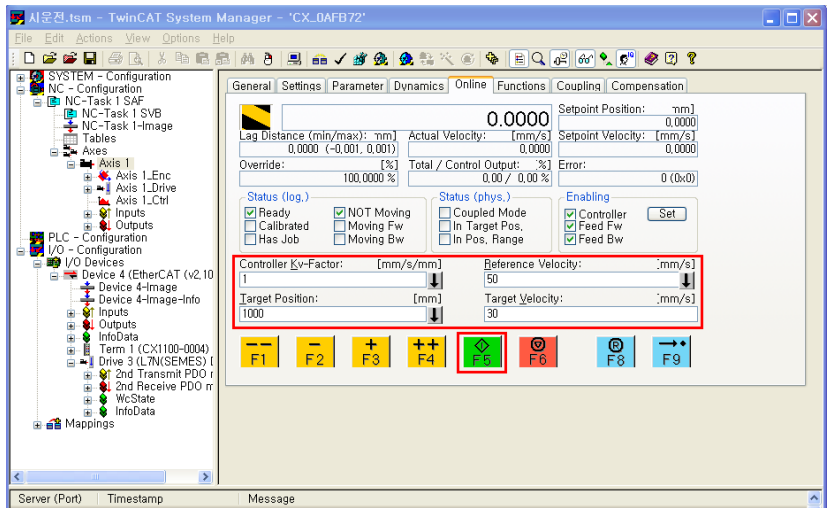 시운전.tsm - TwinCAT System Manager - 'CX_0AFB72'
File Edit Actions View Options Help
SYSTEM - Configuration
NC - Configuration
NC-Task 1 SAF
NC-Task 1 SVB
NC-Task 1-Image
Tables
Axes
Axis 1
Axis 1_Enc
Axis 1_Drive
Axis 1_Ctrl
Inputs
Outputs
PLC - Configuration
I/O - Configuration
I/O Devices
Device 4 (EtherCAT (v2,10
Device 4-Image
Device 4-Image-Info
Inputs
Outputs
InfoData
Term 1 (CX1100-0004)
Drive 3 (L7N(SEMES) [
2nd Transmit PDO r
2nd Receive PDO m
WcState
InfoData
Mappings
General Settings Parameter Dynamics Online Functions Coupling Compensation
0.0000
Setpoint Position: mm]
0,0000
Lag Distance (min/max): mm] Actual Velocity: [mm/s] Setpoint Velocity: [mm/s]
0,0000 (-0,001, 0,001) 0,0000 0,0000
Override: [%] Total / Control Output: %] Error:
100,0000 % 0,00 / 0,00 % 0 (0x0)
Status (log,) Status (phys,) Enabling
Ready NOT Moving Coupled Mode Controller Set
Calibrated Moving Fw In Target Pos, Feed Fw
Has Job Moving Bw In Pos, Range Feed Bw
Controller Kv-Factor: [mm/s/mm] Reference Velocity: [mm/s]
1 50
Target Position: [mm] Target Velocity: [mm/s]
1000 30
-- - + ++ R
F1 F2 F3 F4 F5 F6 F8 F9
Server (Port) Timestamp Message